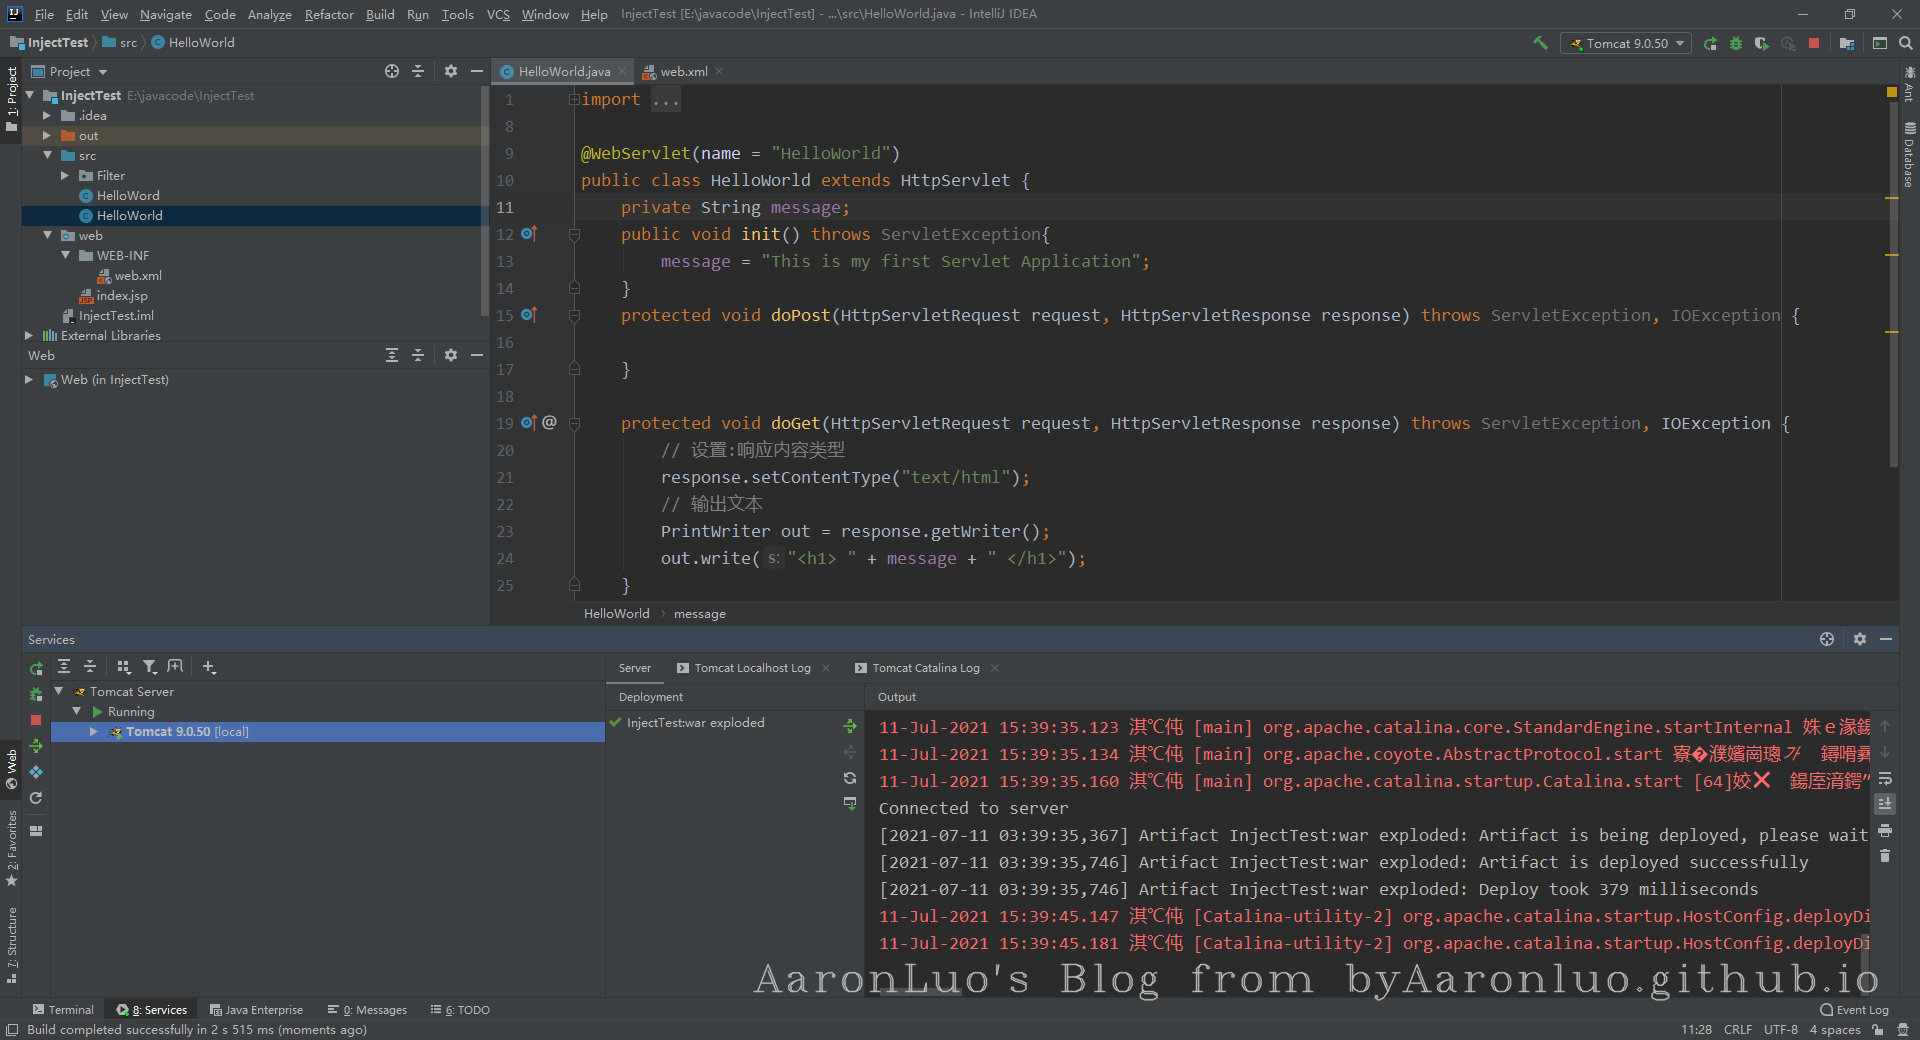 File Edit View Navigate Code Analyze Refactor Build Run Tools VCS Window Help InjectTest [E:\javacode\InjectTest] - ...\src\HelloWorld.java - IntelliJ IDEA
InjectTest src HelloWorld
Tomcat 9.0.50
Project
HelloWorld.java
web.xml
1: Project
Ant
Database
InjectTest E:\javacode\InjectTest
.idea
out
src
Filter
HelloWord
HelloWorld
web
WEB-INF
web.xml
index.jsp
InjectTest.iml
External Libraries
Web
Web (in InjectTest)
1 import ...
8
9 @WebServlet(name = "HelloWorld")
10 public class HelloWorld extends HttpServlet {
11 private String message;
12 public void init() throws ServletException{
13 message = "This is my first Servlet Application";
14 }
15 protected void doPost(HttpServletRequest request, HttpServletResponse response) throws ServletException, IOException {
16
17 }
18
19 @ protected void doGet(HttpServletRequest request, HttpServletResponse response) throws ServletException, IOException {
20 // 设置:响应内容类型
21 response.setContentType("text/html");
22 // 输出文本
23 PrintWriter out = response.getWriter();
24 out.write( s: "<h1> " + message + " </h1>");
25 }
HelloWorld message
Services
Server
Tomcat Localhost Log
Tomcat Catalina Log
Tomcat Server
Running
Tomcat 9.0.50 [local]
Deployment
InjectTest:war exploded
Output
11-Jul-2021 15:39:35.123 淇℃伅 [main] org.apache.catalina.core.StandardEngine.startInternal
11-Jul-2021 15:39:35.134 淇℃伅 [main] org.apache.coyote.AbstractProtocol.start
11-Jul-2021 15:39:35.160 淇℃伅 [main] org.apache.catalina.startup.Catalina.start [64]
Connected to server
[2021-07-11 03:39:35,367] Artifact InjectTest:war exploded: Artifact is being deployed, please wait
[2021-07-11 03:39:35,746] Artifact InjectTest:war exploded: Artifact is deployed successfully
[2021-07-11 03:39:35,746] Artifact InjectTest:war exploded: Deploy took 379 milliseconds
11-Jul-2021 15:39:45.147 淇℃伅 [Catalina-utility-2] org.apache.catalina.startup.HostConfig.deployDi
11-Jul-2021 15:39:45.181 淇℃伅 [Catalina-utility-2] org.apache.catalina.startup.HostConfig.deployDi
AaronLuo's Blog from byAaronluo.github.io
Web
2: Favorites
7: Structure
Terminal
8: Services
Java Enterprise
0: Messages
6: TODO
Event Log
Build completed successfully in 2 s 515 ms (moments ago)
11:28 CRLF UTF-8 4 spaces